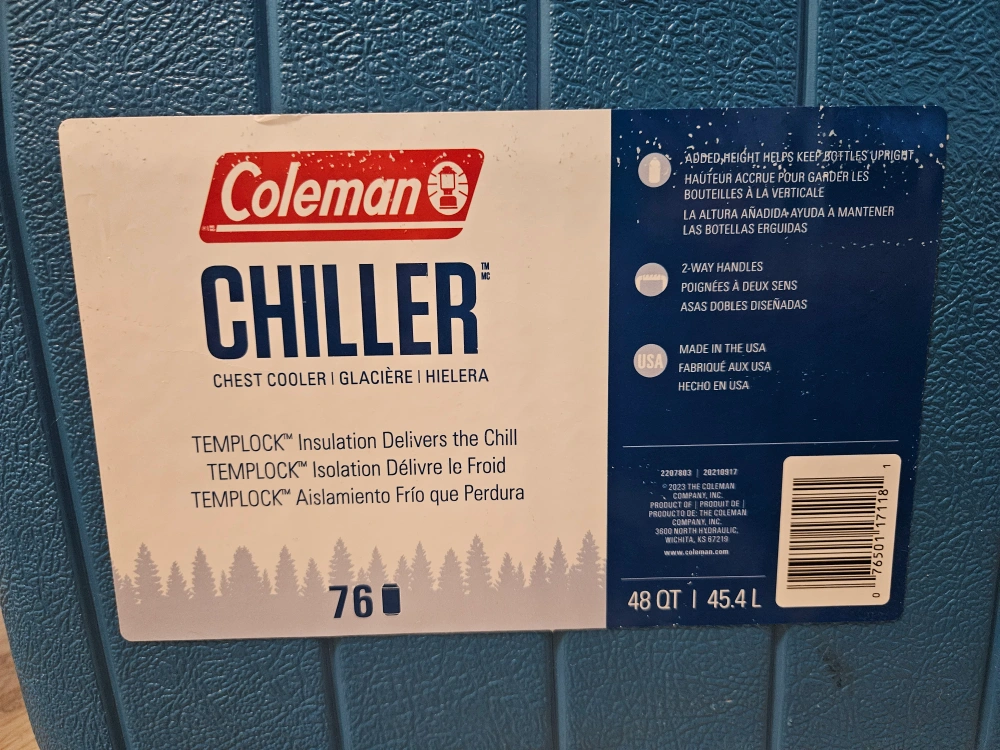 Coleman
CHILLER™ MC
CHEST COOLER | GLACIÈRE | HIELERA
TEMPLOCK™ Insulation Delivers the Chill
TEMPLOCK™ Isolation Délivre le Froid
TEMPLOCK™ Aislamiento Frío que Perdura
76
ADDED HEIGHT HELPS KEEP BOTTLES UPRIGHT
HAUTEUR ACCRUE POUR GARDER LES
BOUTEILLES À LA VERTICALE
LA ALTURA AÑADIDA AYUDA A MANTENER
LAS BOTELLAS ERGUIDAS
2-WAY HANDLES
POIGNÉES À DEUX SENS
ASAS DOBLES DISEÑADAS
USA
MADE IN THE USA
FABRIQUÉ AUX USA
HECHO EN USA
2207803 | 20210917
© 2023 THE COLEMAN
COMPANY, INC.
PRODUCT OF | PRODUIT DE |
PRODUCTO DE: THE COLEMAN
COMPANY, INC.
3600 NORTH HYDRAULIC,
WICHITA, KS 67219
www.coleman.com
48 QT | 45.4 L
0 76501 17118 1